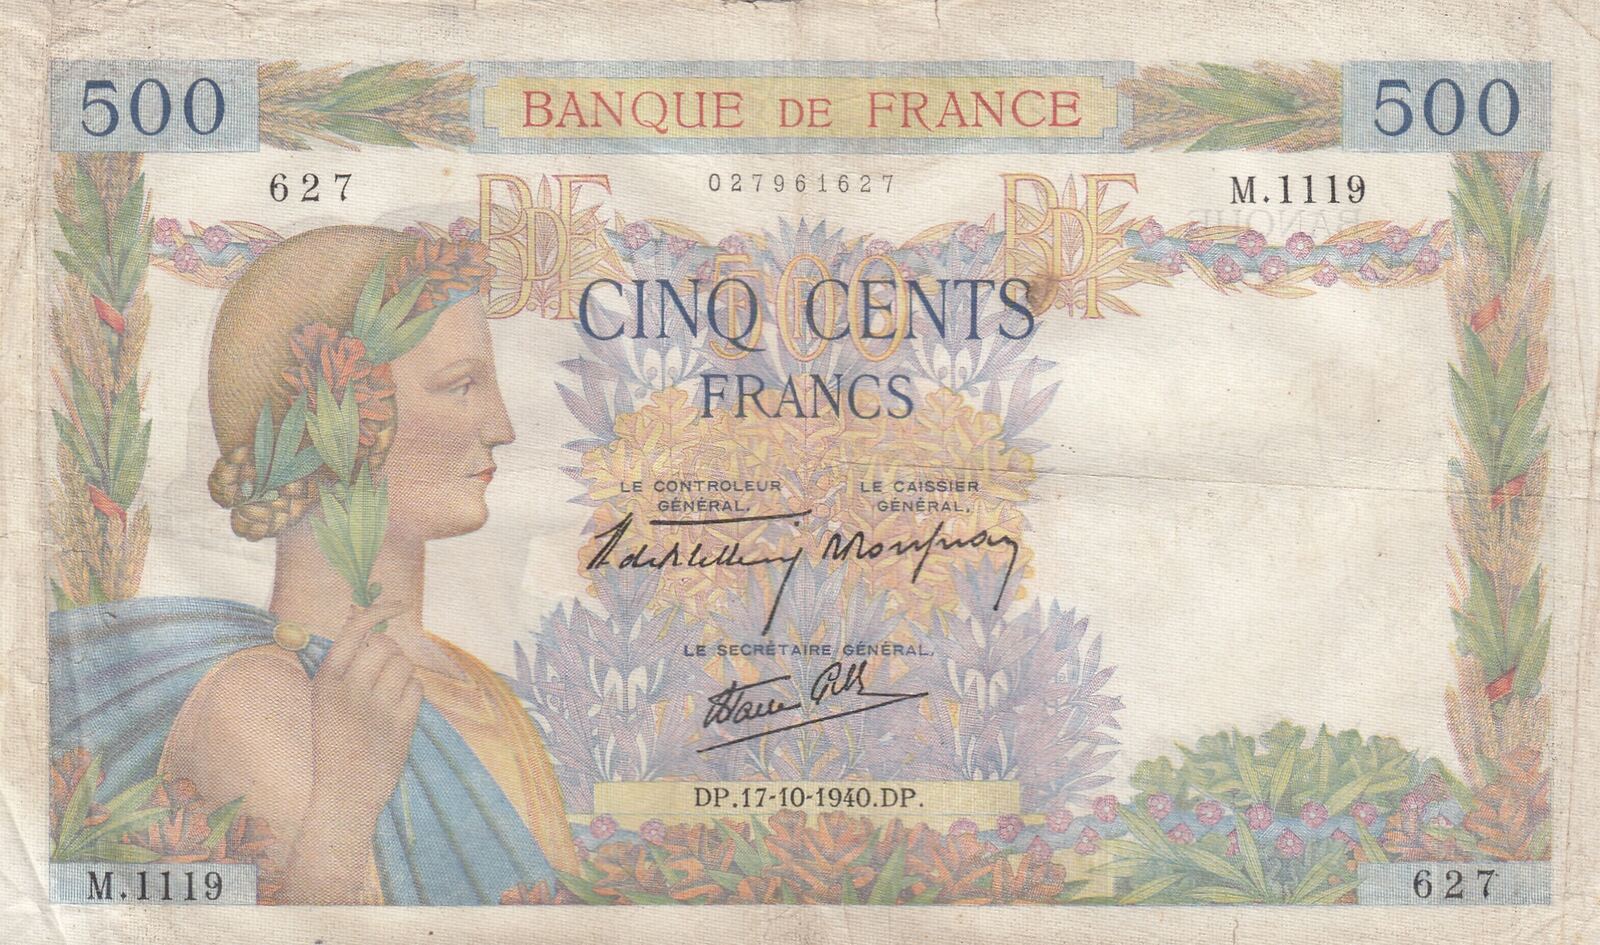 500 BANQUE DE FRANCE 500
627 027961627 M.1119
BdF BdF
500
CINQ CENTS
FRANCS
LE CONTROLEUR LE CAISSIER
GÉNÉRAL. GÉNÉRAL.
LE SECRÉTAIRE GÉNÉRAL.
DP.17-10-1940.DP.
M.1119 627